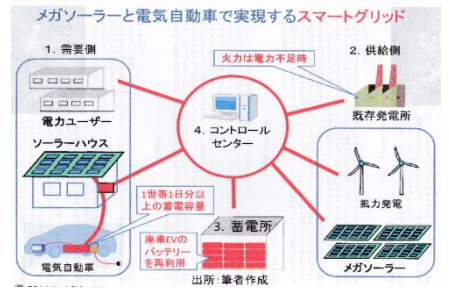 メガソーラーと電気自動車で実現するスマートグリッド
1. 需要側
電力ユーザー
ソーラーハウス
電気自動車
1世帯1日分以
上の蓄電容量
廃車EVの
バッテリー
を再利用
3. 蓄電所
出所:筆者作成
4. コントロール
センター
火力は電力不足時
2. 供給側
既存発電所
風力発電
メガソーラー